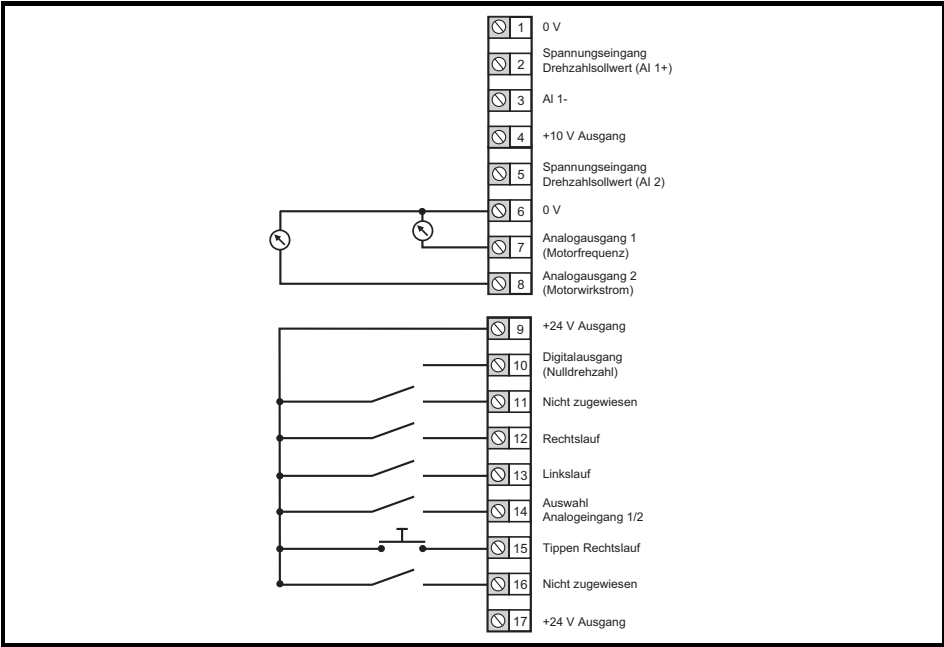 1 0 V
2 Spannungseingang
Drehzahlsollwert (AI 1+)
3 AI 1-
4 +10 V Ausgang
5 Spannungseingang
Drehzahlsollwert (AI 2)
6 0 V
7 Analogausgang 1
(Motorfrequenz)
8 Analogausgang 2
(Motorwirkstrom)
9 +24 V Ausgang
10 Digitalausgang
(Nulldrehzahl)
11 Nicht zugewiesen
12 Rechtslauf
13 Linkslauf
14 Auswahl
Analogeingang 1/2
15 Tippen Rechtslauf
16 Nicht zugewiesen
17 +24 V Ausgang